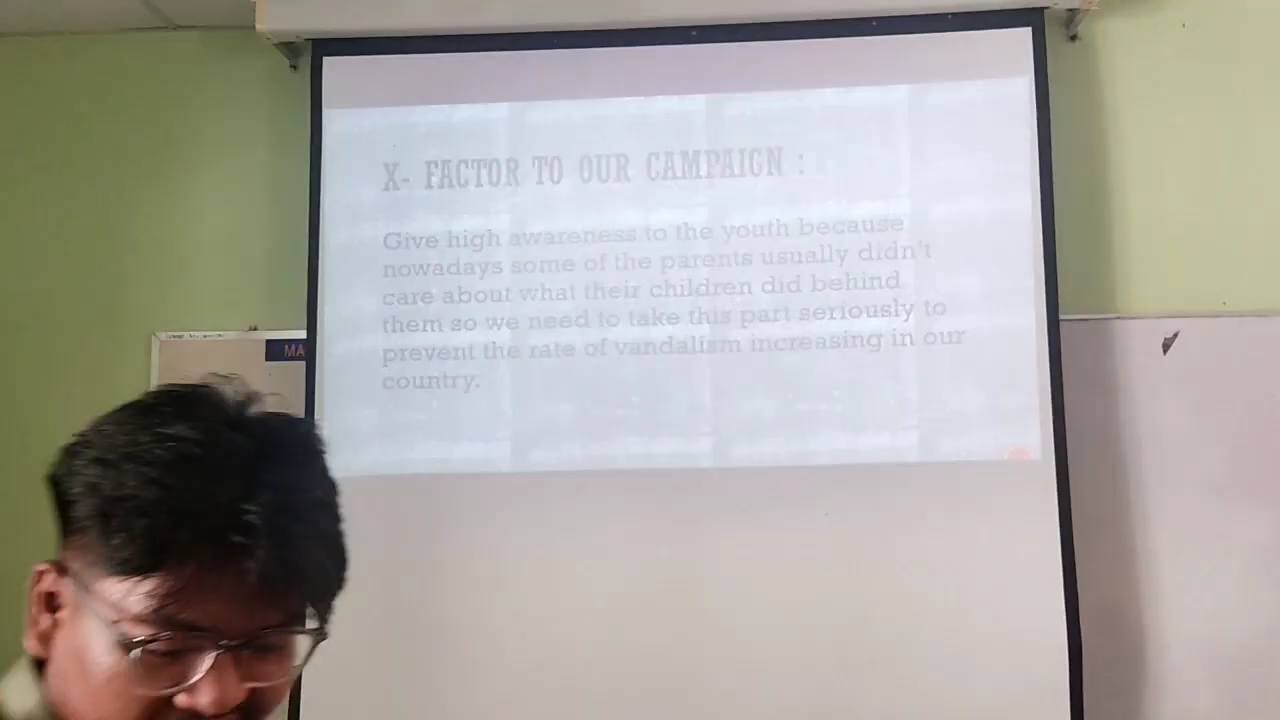 X- FACTOR TO OUR CAMPAIGN :
Give high awareness to the youth because
nowadays some of the parents usually didn't
care about what their children did behind
them so we need to take this part seriously to
prevent the rate of vandalism increasing in our
country.
MA